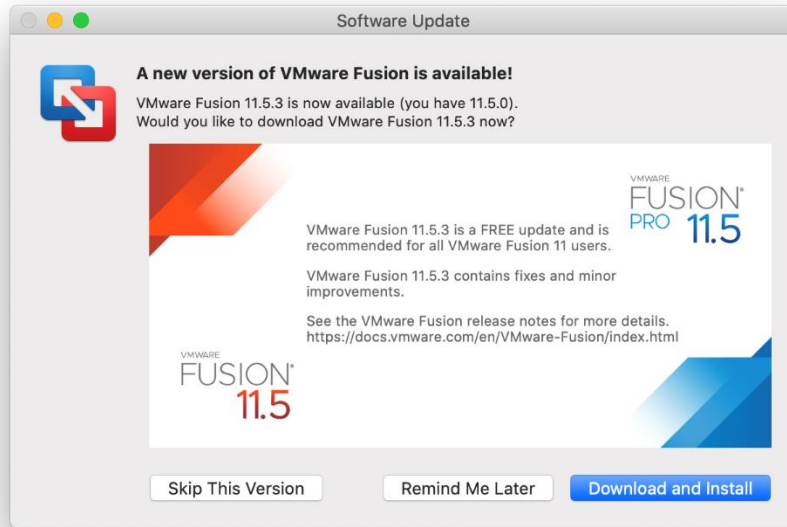 Software Update
A new version of VMware Fusion is available!
VMware Fusion 11.5.3 is now available (you have 11.5.0).
Would you like to download VMware Fusion 11.5.3 now?
VMWARE
FUSION®
PRO 11.5
VMware Fusion 11.5.3 is a FREE update and is
recommended for all VMware Fusion 11 users.
VMware Fusion 11.5.3 contains fixes and minor
improvements.
See the VMware Fusion release notes for more details.
https://docs.vmware.com/en/VMware-Fusion/index.html
VMWARE
FUSION®
11.5
Skip This Version
Remind Me Later
Download and Install